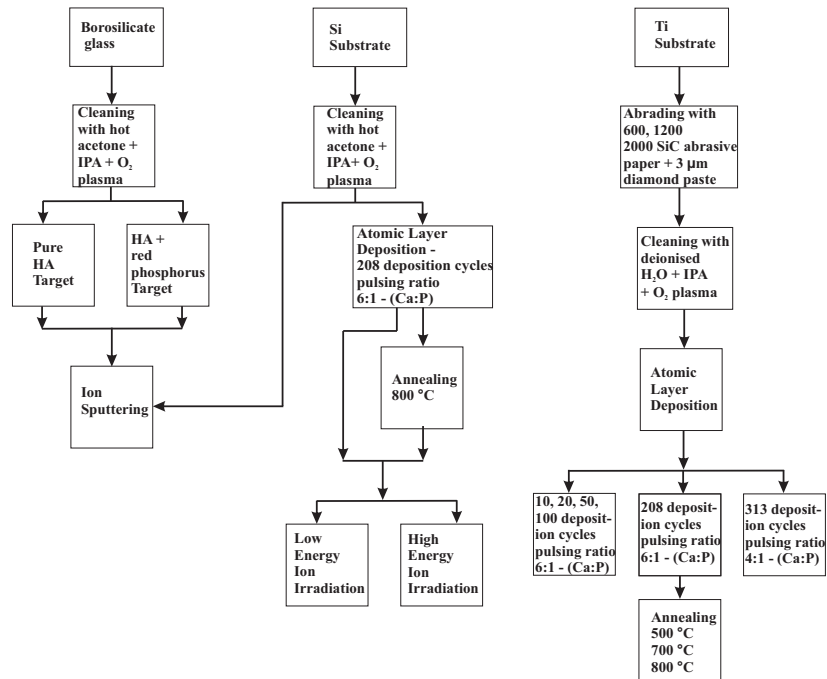 Borosilicate
glass
Si
Substrate
Ti
Substrate
Cleaning
with hot
acetone +
IPA + O₂
plasma
Cleaning
with hot
acetone +
IPA+ O₂
plasma
Abrading with
600, 1200
2000 SiC abrasive
paper + 3 µm
diamond paste
Pure
HA
Target
HA +
red
phosphorus
Target
Atomic Layer
Deposition -
208 deposition cycles
pulsing ratio
6:1 - (Ca:P)
Cleaning with
deionised
H₂O + IPA
+ O₂ plasma
Ion
Sputtering
Annealing
800 °C
Atomic
Layer
Deposition
Low
Energy
Ion
Irradiation
High
Energy
Ion
Irradiation
10, 20, 50,
100 deposit-
ion cycles
pulsing ratio
6:1 - (Ca:P)
208 deposit-
ion cycles
pulsing ratio
6:1 - (Ca:P)
313 deposit-
ion cycles
pulsing ratio
4:1 - (Ca:P)
Annealing
500 °C
700 °C
800 °C